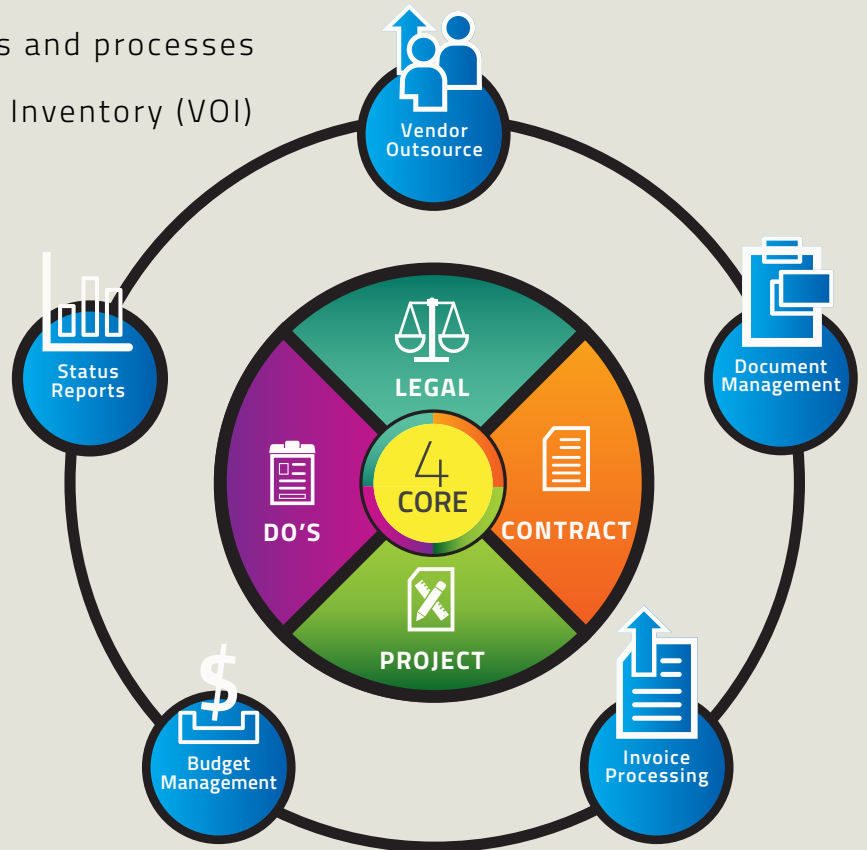 s and processes
Inventory (VOI)
Vendor
Outsource
Status
Reports
Document
Management
LEGAL
DO'S
4
CORE
CONTRACT
PROJECT
$
Budget
Management
Invoice
Processing